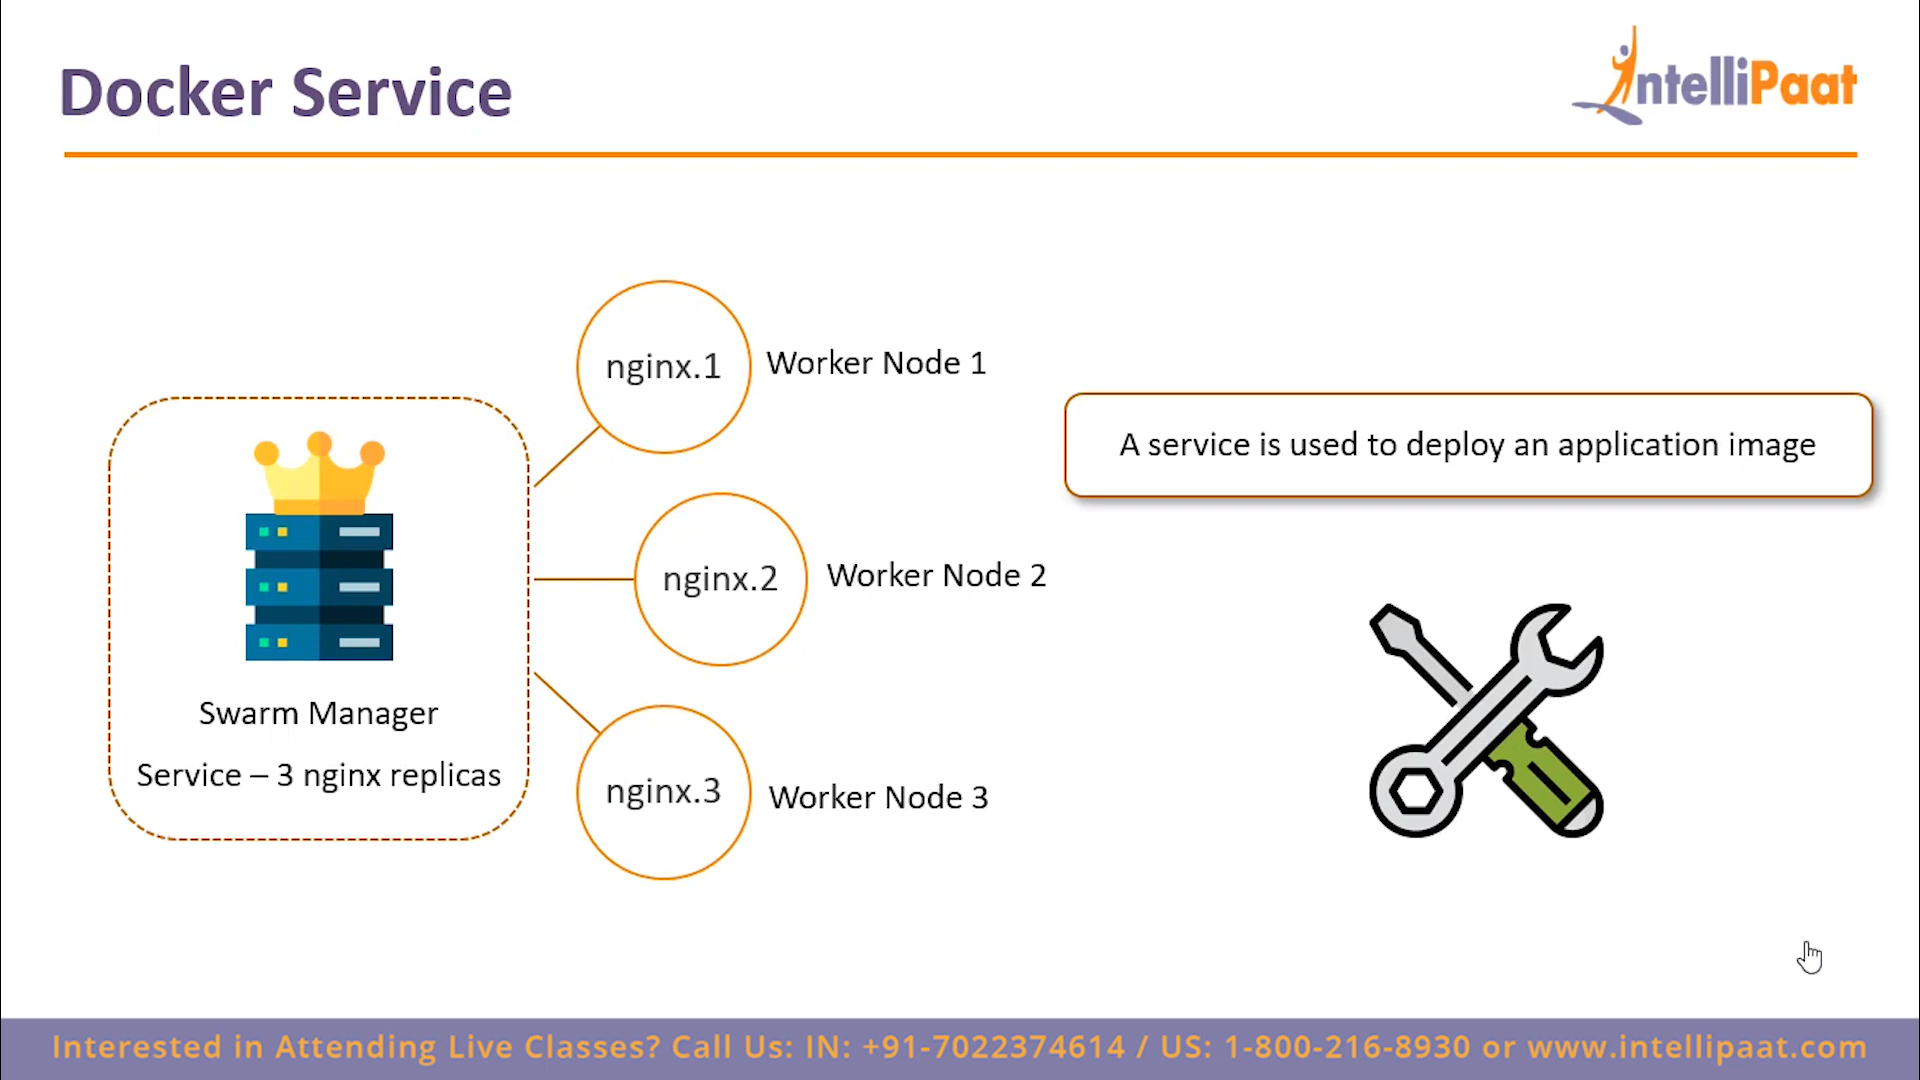 Docker Service
IntelliPaat
nginx.1
Worker Node 1
A service is used to deploy an application image
nginx.2
Worker Node 2
Swarm Manager
Service – 3 nginx replicas
nginx.3
Worker Node 3
Interested in Attending Live Classes? Call Us: IN: +91-7022374614 / US: 1-800-216-8930 or www.intellipaat.com